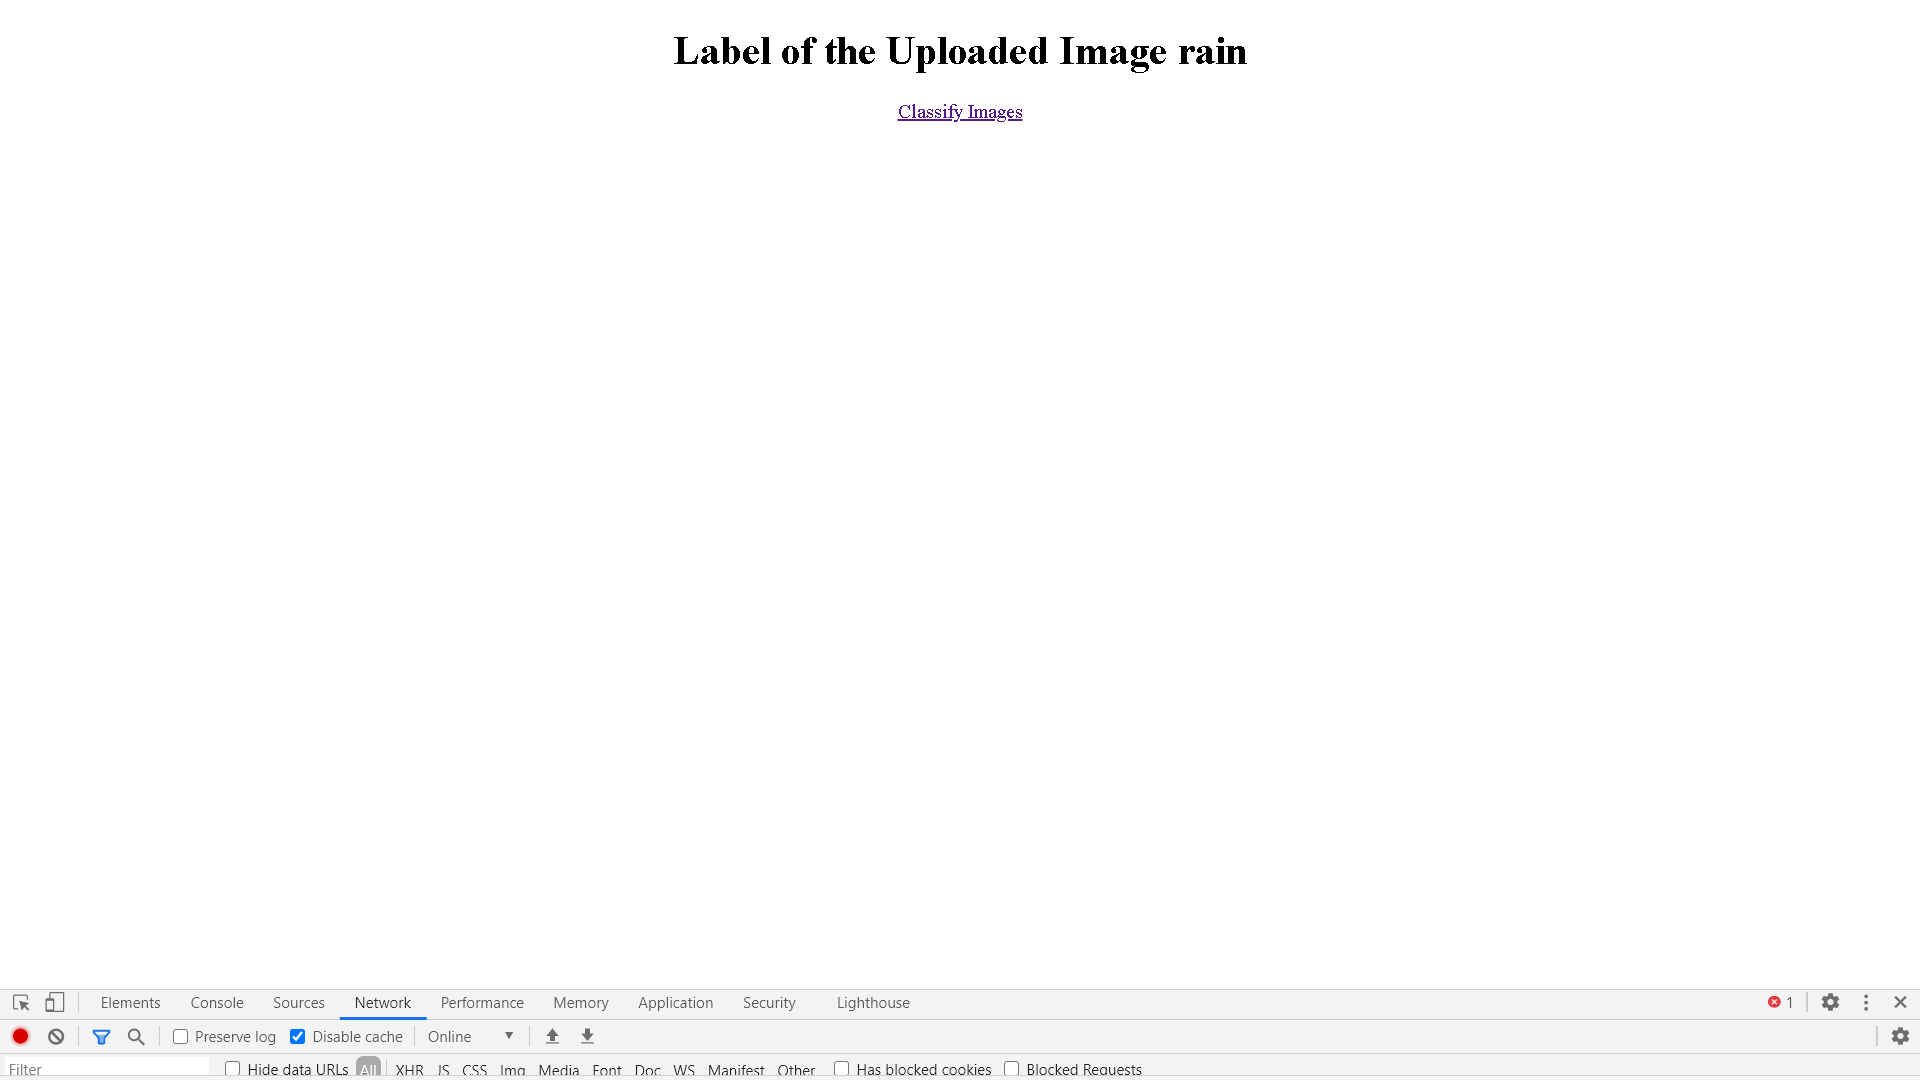 Label of the Uploaded Image rain
Classify Images
Elements Console Sources Network Performance Memory Application Security Lighthouse 1
Preserve log Disable cache Online
Filter Hide data URLs All XHR JS CSS Img Media Font Doc WS Manifest Other Has blocked cookies Blocked Requests